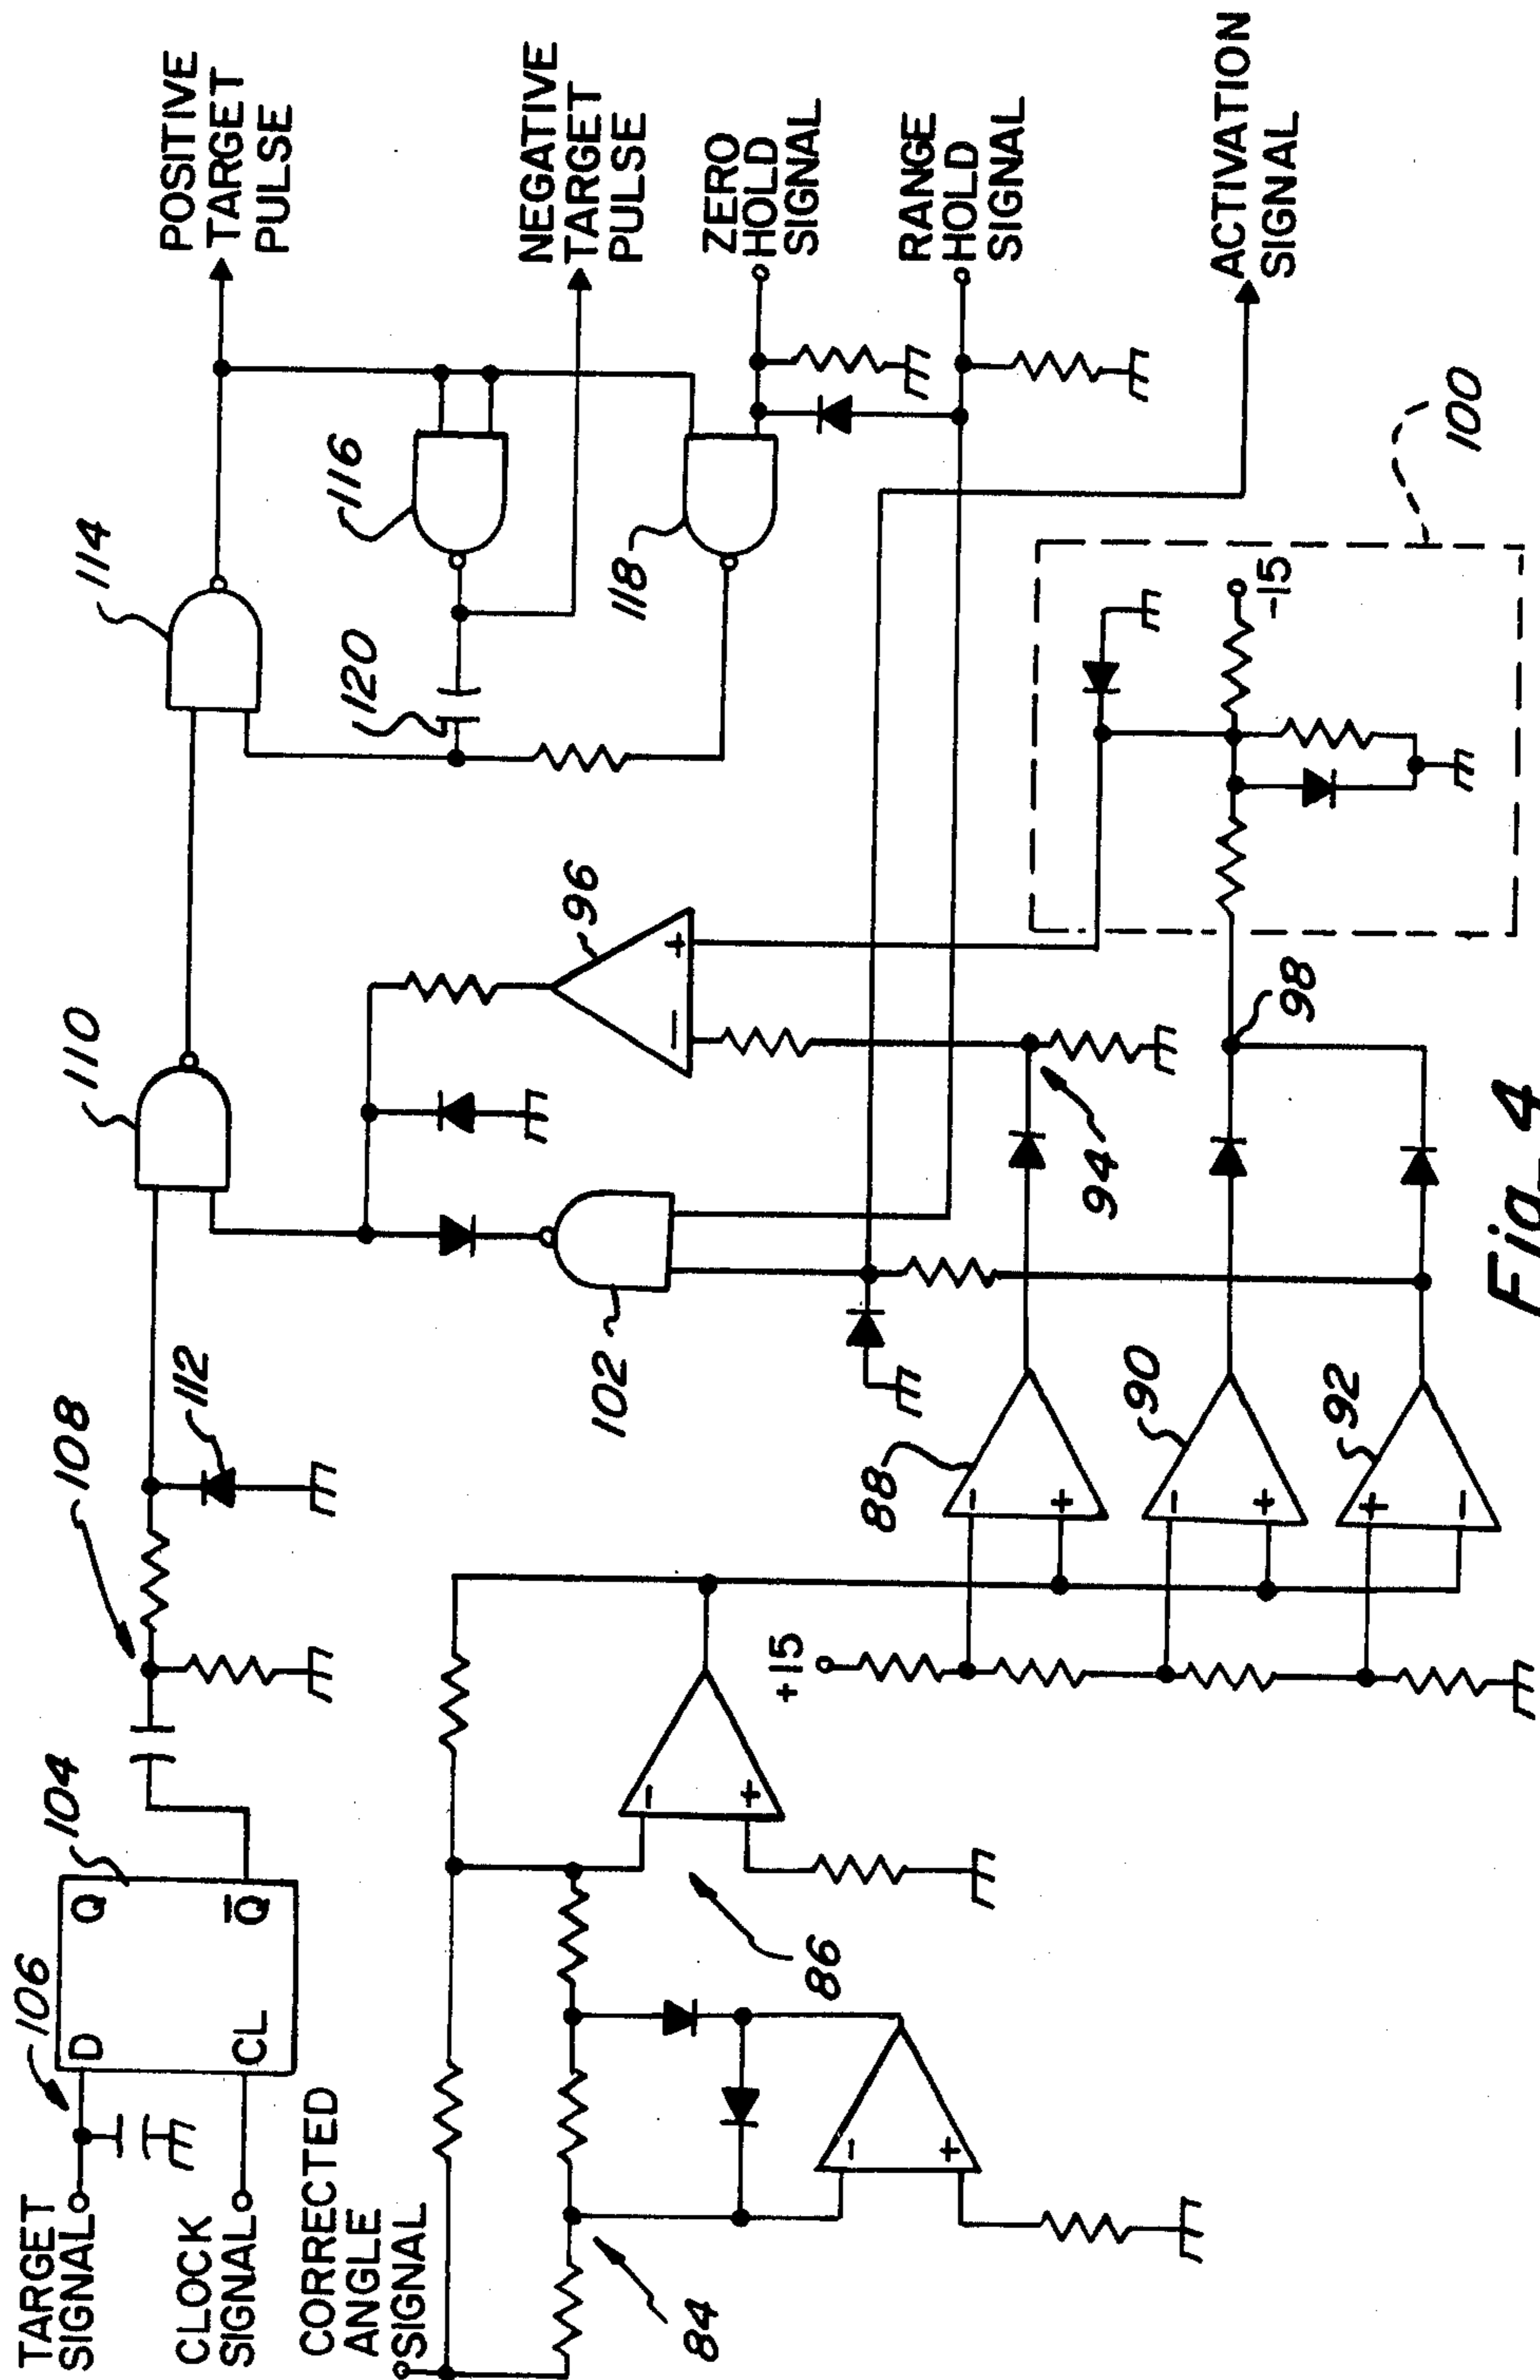 TARGET
SIGNAL
CLOCK
SIGNAL
CORRECTED
ANGLE
SIGNAL
106
D
Q
CL
Q̅
104
108
112
110
114
116
118
120
POSITIVE
TARGET
PULSE
NEGATIVE
TARGET
PULSE
ZERO
HOLD
SIGNAL
RANGE
HOLD
SIGNAL
ACTIVATION
SIGNAL
84
-
+
86
-
+
+15
88
-
+
90
-
+
92
+
-
102
94
96
-
+
98
-15
100
Fig_4